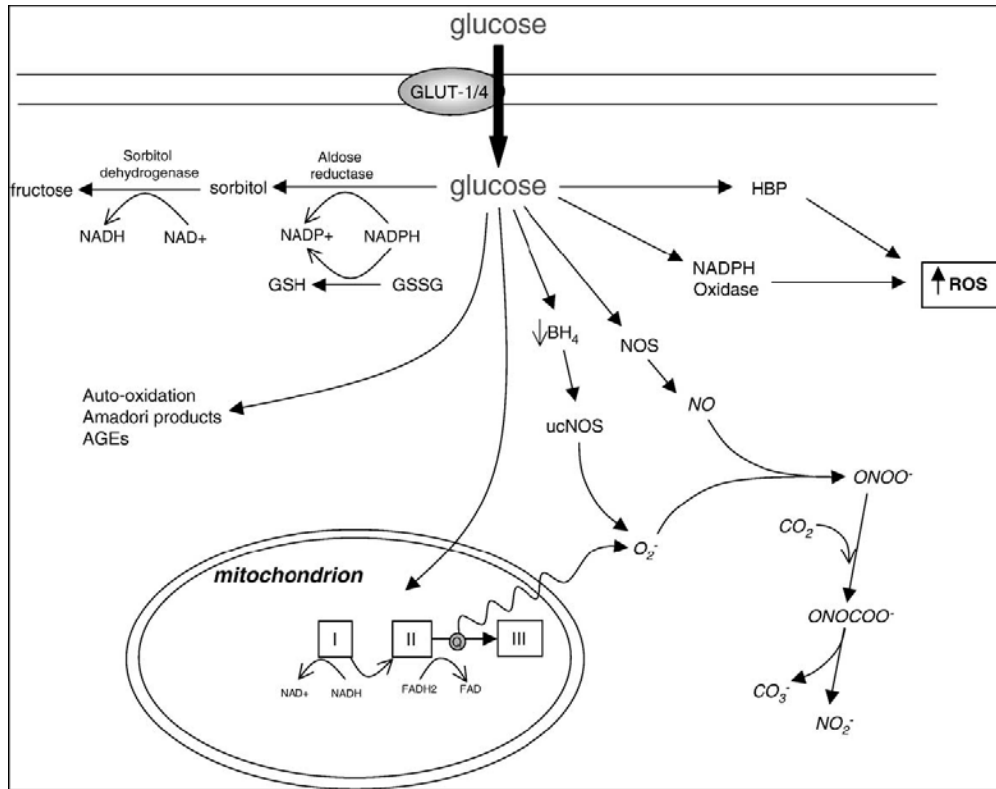 glucose
GLUT-1/4
Sorbitol
dehydrogenase
Aldose
reductase
fructose
sorbitol
glucose
HBP
NADH
NAD+
NADP+
NADPH
GSH
GSSG
NADPH
Oxidase
↑ ROS
↓BH₄
NOS
Auto-oxidation
Amadori products
AGEs
ucNOS
NO
ONOO⁻
CO₂
O₂⁻
mitochondrion
I
II
Q
III
NAD+
NADH
FADH2
FAD
ONOCOO⁻
CO₃⁻
NO₂⁻